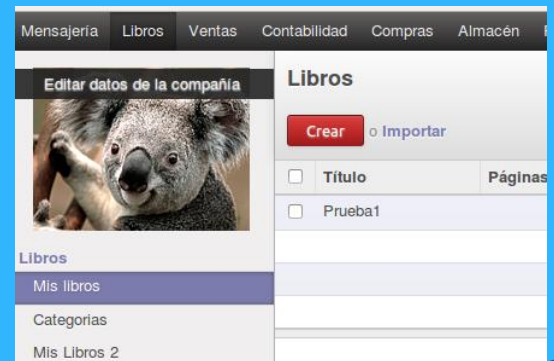 Mensajería Libros Ventas Contabilidad Compras Almacén
Editar datos de la compañía
Libros
Mis libros
Categorias
Mis Libros 2
Libros
Crear o Importar
Título Páginas
Prueba1